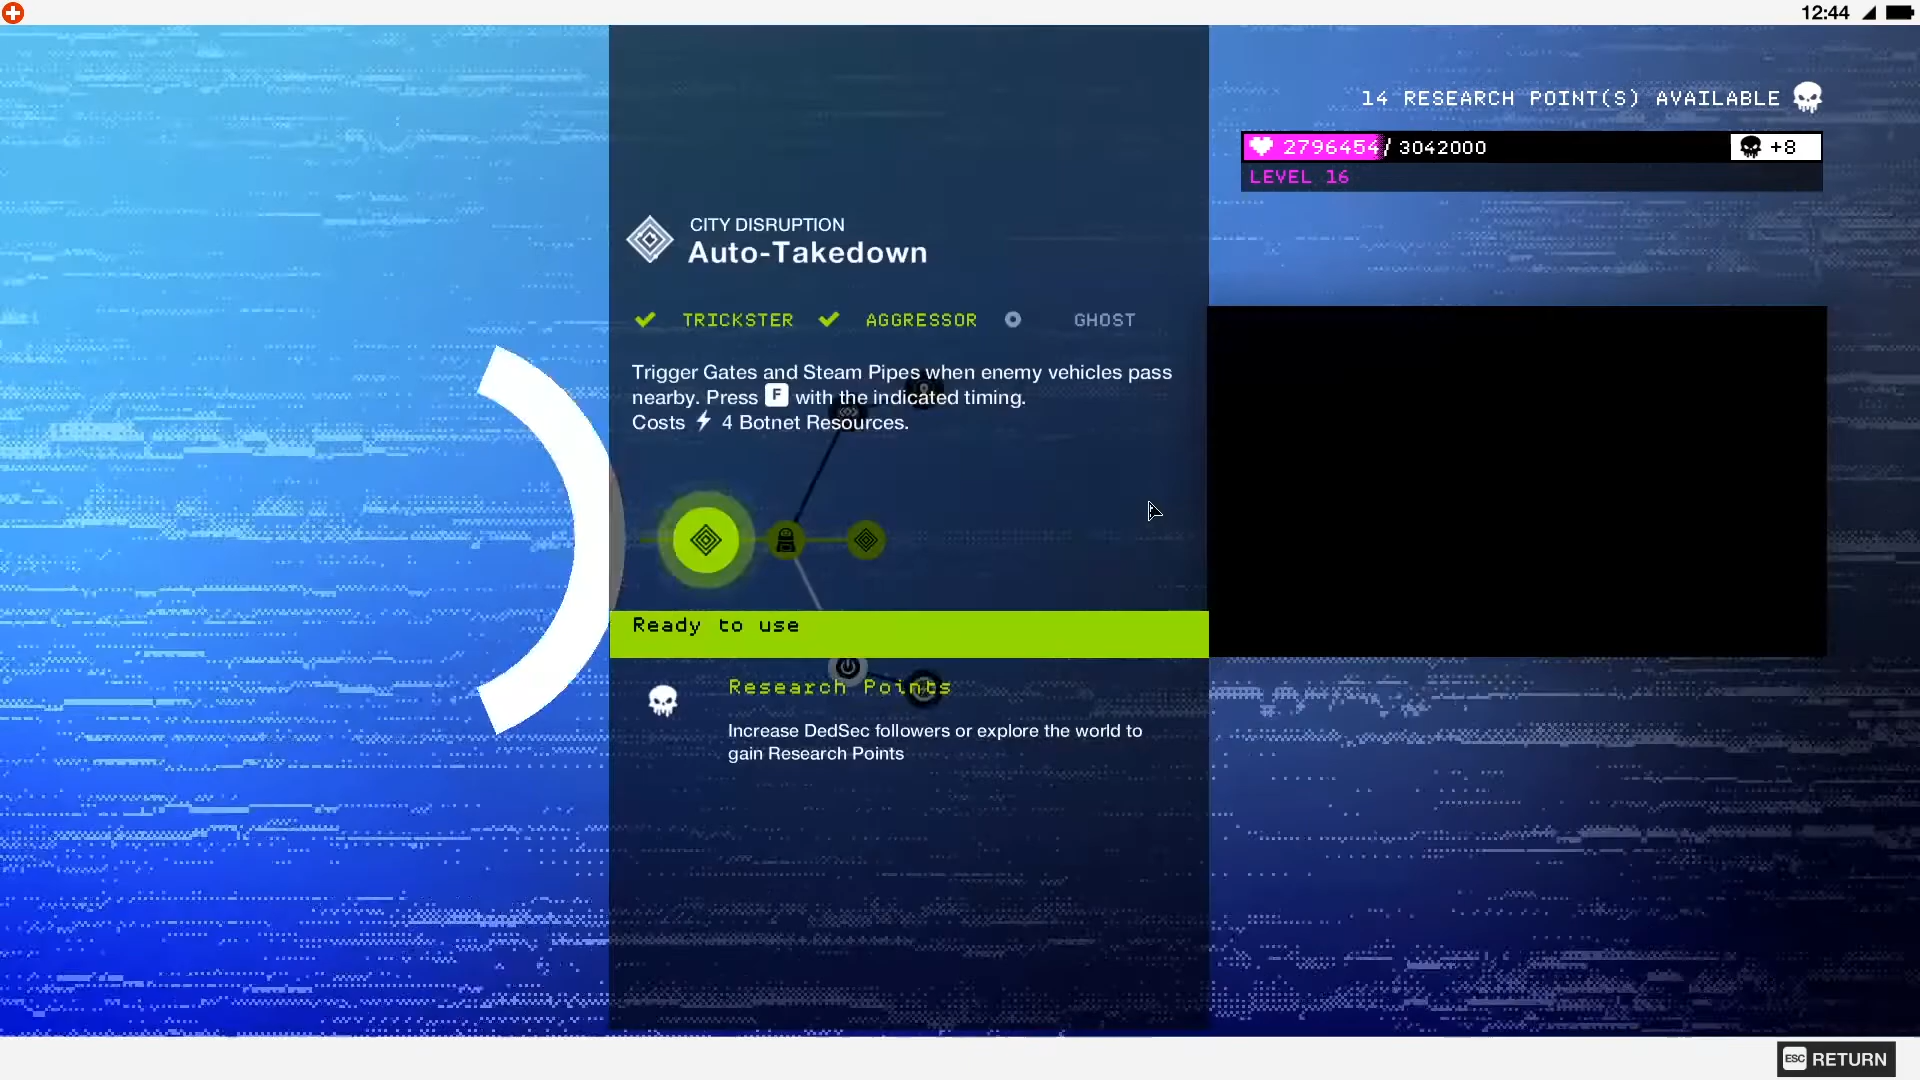 12:44
14 RESEARCH POINT(S) AVAILABLE
2796454/ 3042000 +8
LEVEL 16
CITY DISRUPTION
Auto-Takedown
TRICKSTER AGGRESSOR GHOST
Trigger Gates and Steam Pipes when enemy vehicles pass
nearby. Press F with the indicated timing.
Costs 4 Botnet Resources.
Ready to use
Research Points
Increase DedSec followers or explore the world to
gain Research Points
ESC RETURN